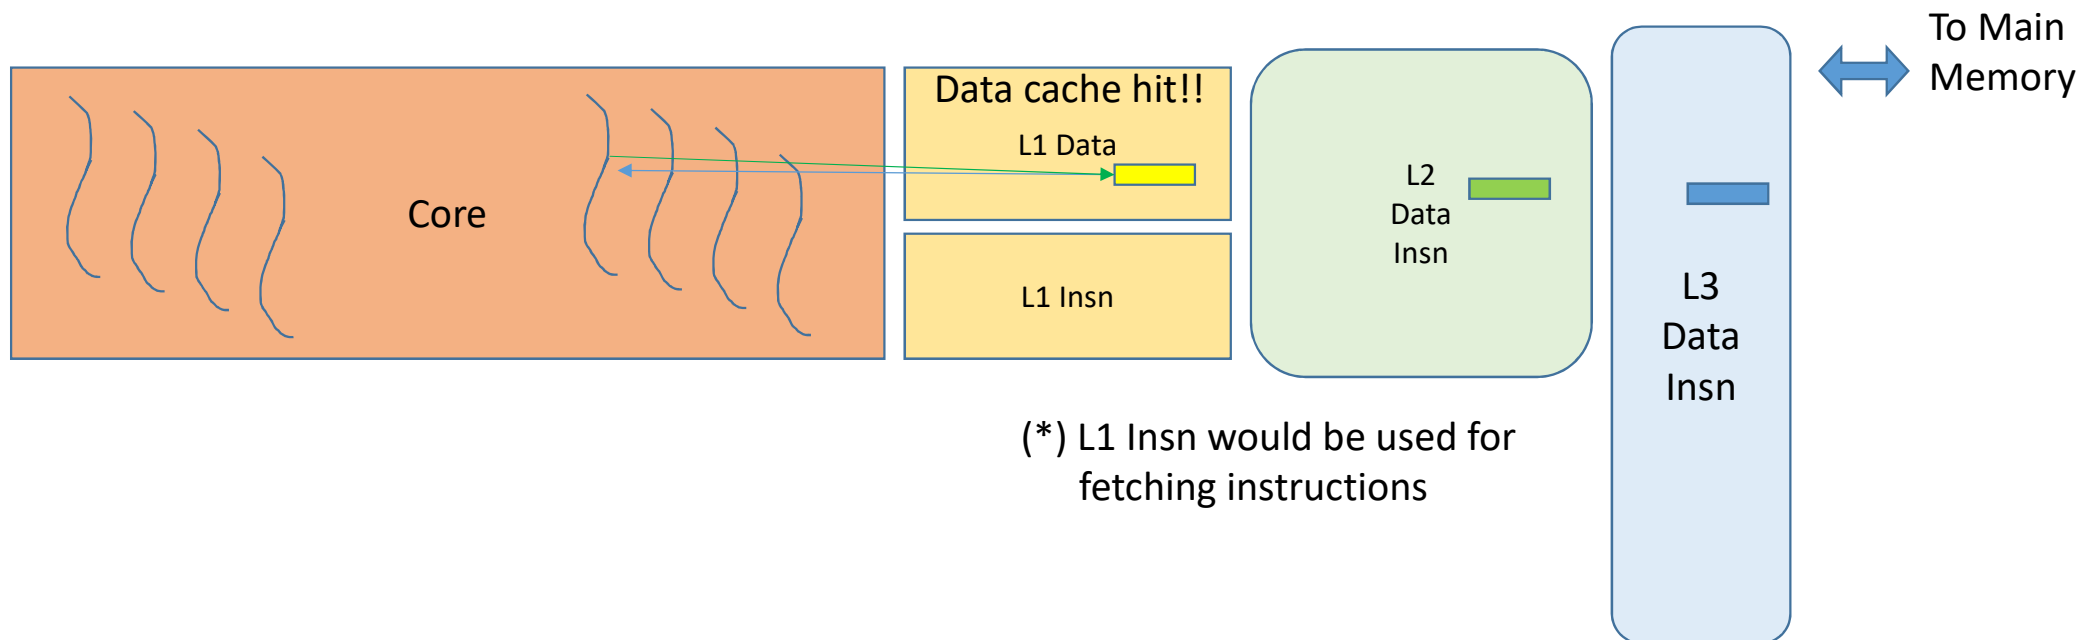 To Main
Memory
Data cache hit!!
L1 Data
Core
L1 Insn
L2
Data
Insn
L3
Data
Insn
(*) L1 Insn would be used for
fetching instructions